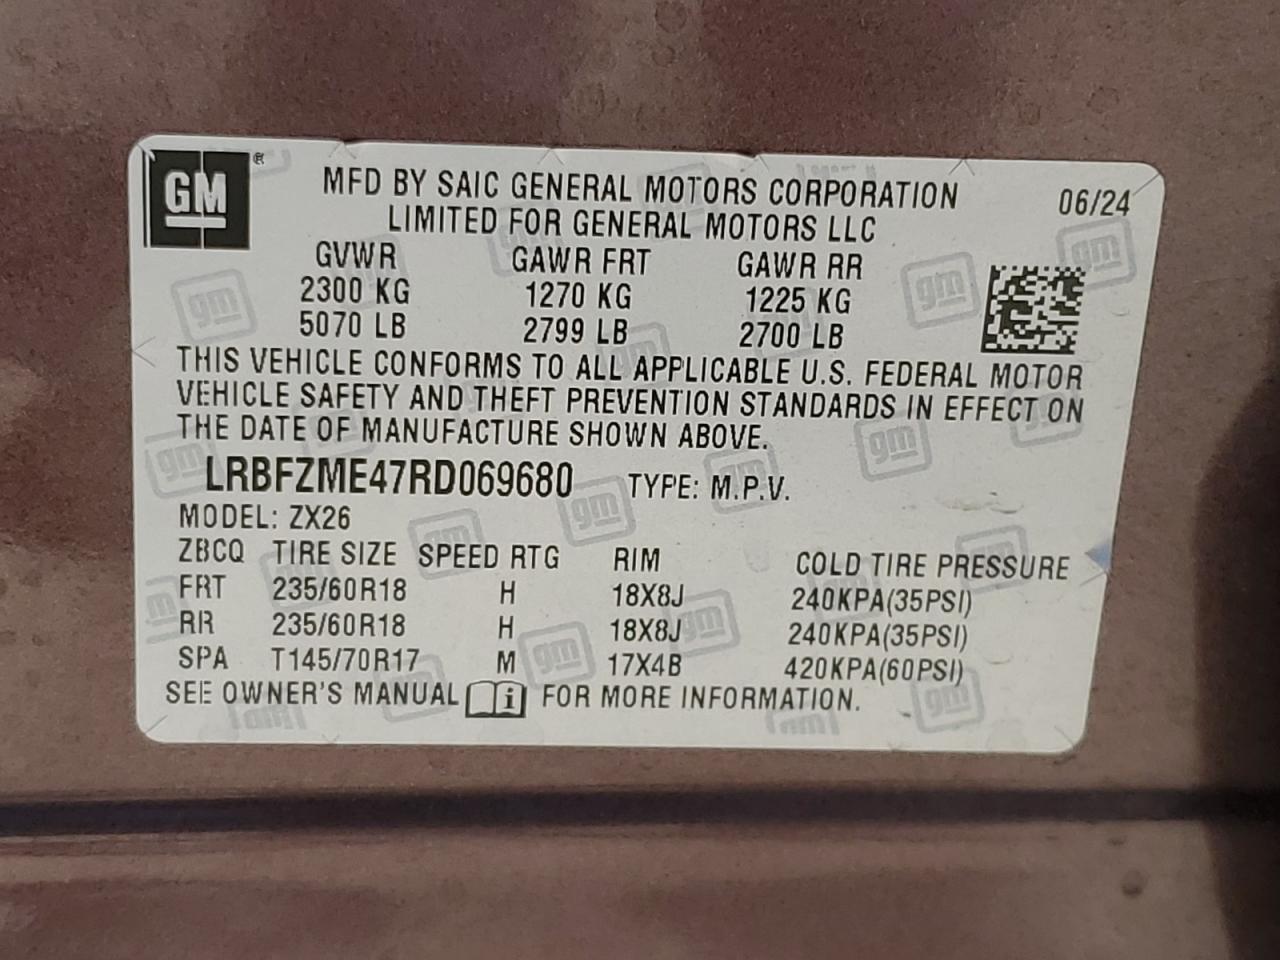 GM ®
MFD BY SAIC GENERAL MOTORS CORPORATION 06/24
LIMITED FOR GENERAL MOTORS LLC
GVWR GAWR FRT GAWR RR
2300 KG 1270 KG 1225 KG
5070 LB 2799 LB 2700 LB
THIS VEHICLE CONFORMS TO ALL APPLICABLE U.S. FEDERAL MOTOR
VEHICLE SAFETY AND THEFT PREVENTION STANDARDS IN EFFECT ON
THE DATE OF MANUFACTURE SHOWN ABOVE.
LRBFZME47RD069680 TYPE: M.P.V.
MODEL: ZX26
ZBCQ TIRE SIZE SPEED RTG RIM COLD TIRE PRESSURE
FRT 235/60R18 H 18X8J 240KPA(35PSI)
RR 235/60R18 H 18X8J 240KPA(35PSI)
SPA T145/70R17 M 17X4B 420KPA(60PSI)
SEE OWNER'S MANUAL i FOR MORE INFORMATION.